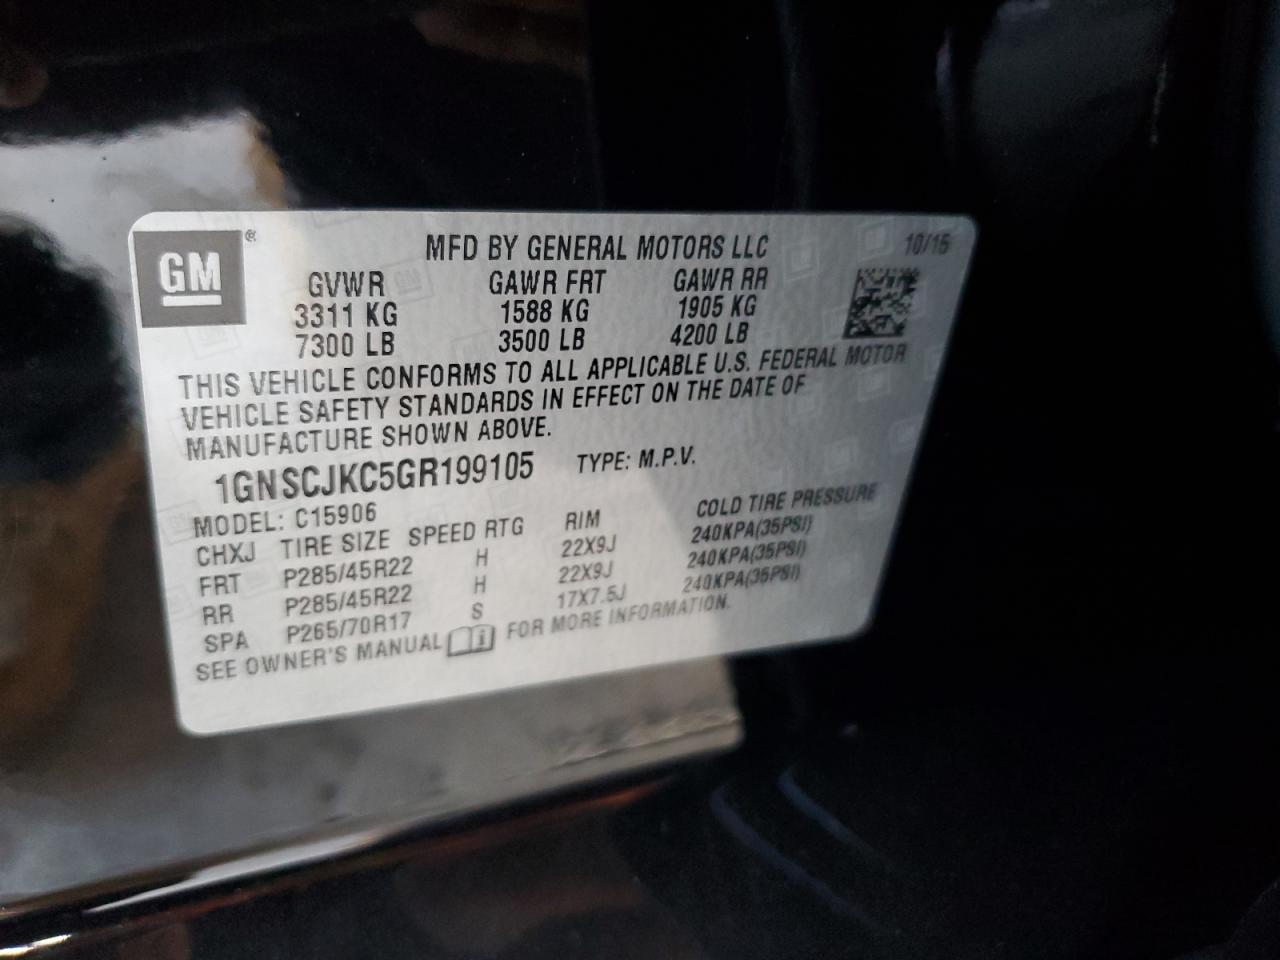 GM ®
MFD BY GENERAL MOTORS LLC
10/15
GVWR GAWR FRT GAWR RR
3311 KG 1588 KG 1905 KG
7300 LB 3500 LB 4200 LB
THIS VEHICLE CONFORMS TO ALL APPLICABLE U.S. FEDERAL MOTOR
VEHICLE SAFETY STANDARDS IN EFFECT ON THE DATE OF
MANUFACTURE SHOWN ABOVE.
1GNSCJKC5GR199105 TYPE: M.P.V.
MODEL: C15906
CHXJ TIRE SIZE SPEED RTG RIM COLD TIRE PRESSURE
FRT P285/45R22 H 22X9J 240KPA(35PSI)
RR P285/45R22 H 22X9J 240KPA(35PSI)
SPA P265/70R17 S 17X7.5J 240KPA(35PSI)
SEE OWNER'S MANUAL FOR MORE INFORMATION.